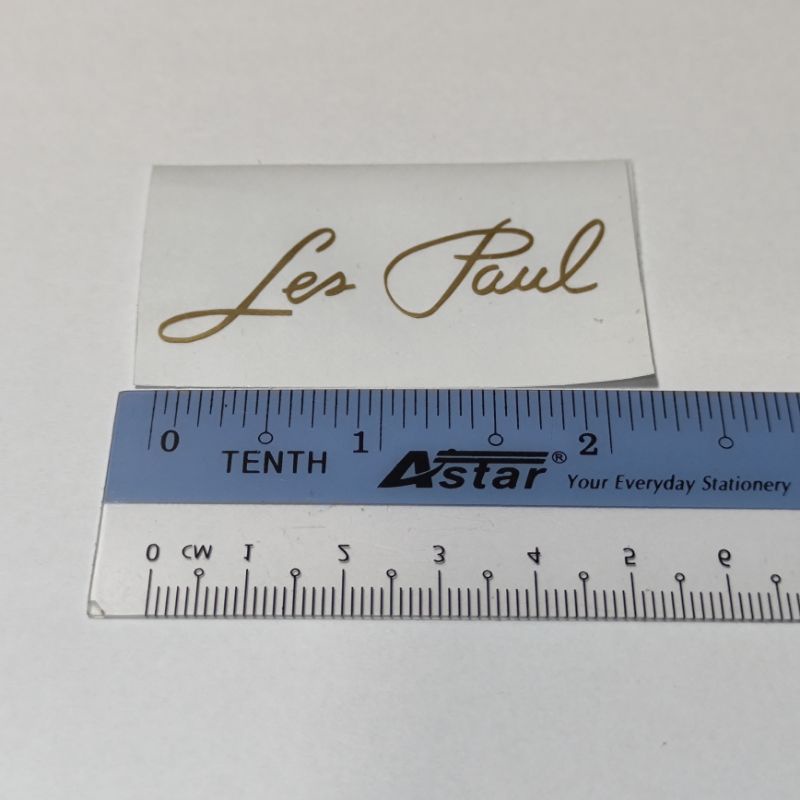 Les Paul
0 1 2
TENTH Astar® Your Everyday Stationery
0 CM 1 2 3 4 5 6